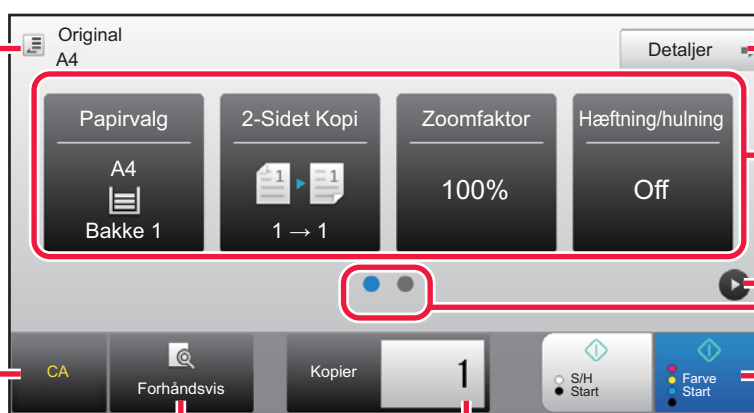 Original
A4
Detaljer
Papirvalg
2-Sidet Kopi
Zoomfaktor
Hæftning/hulning
A4
Bakke 1
1
1
1 → 1
100%
Off
CA
Forhåndsvis
Kopier
1
S/H
Start
Farve
Start